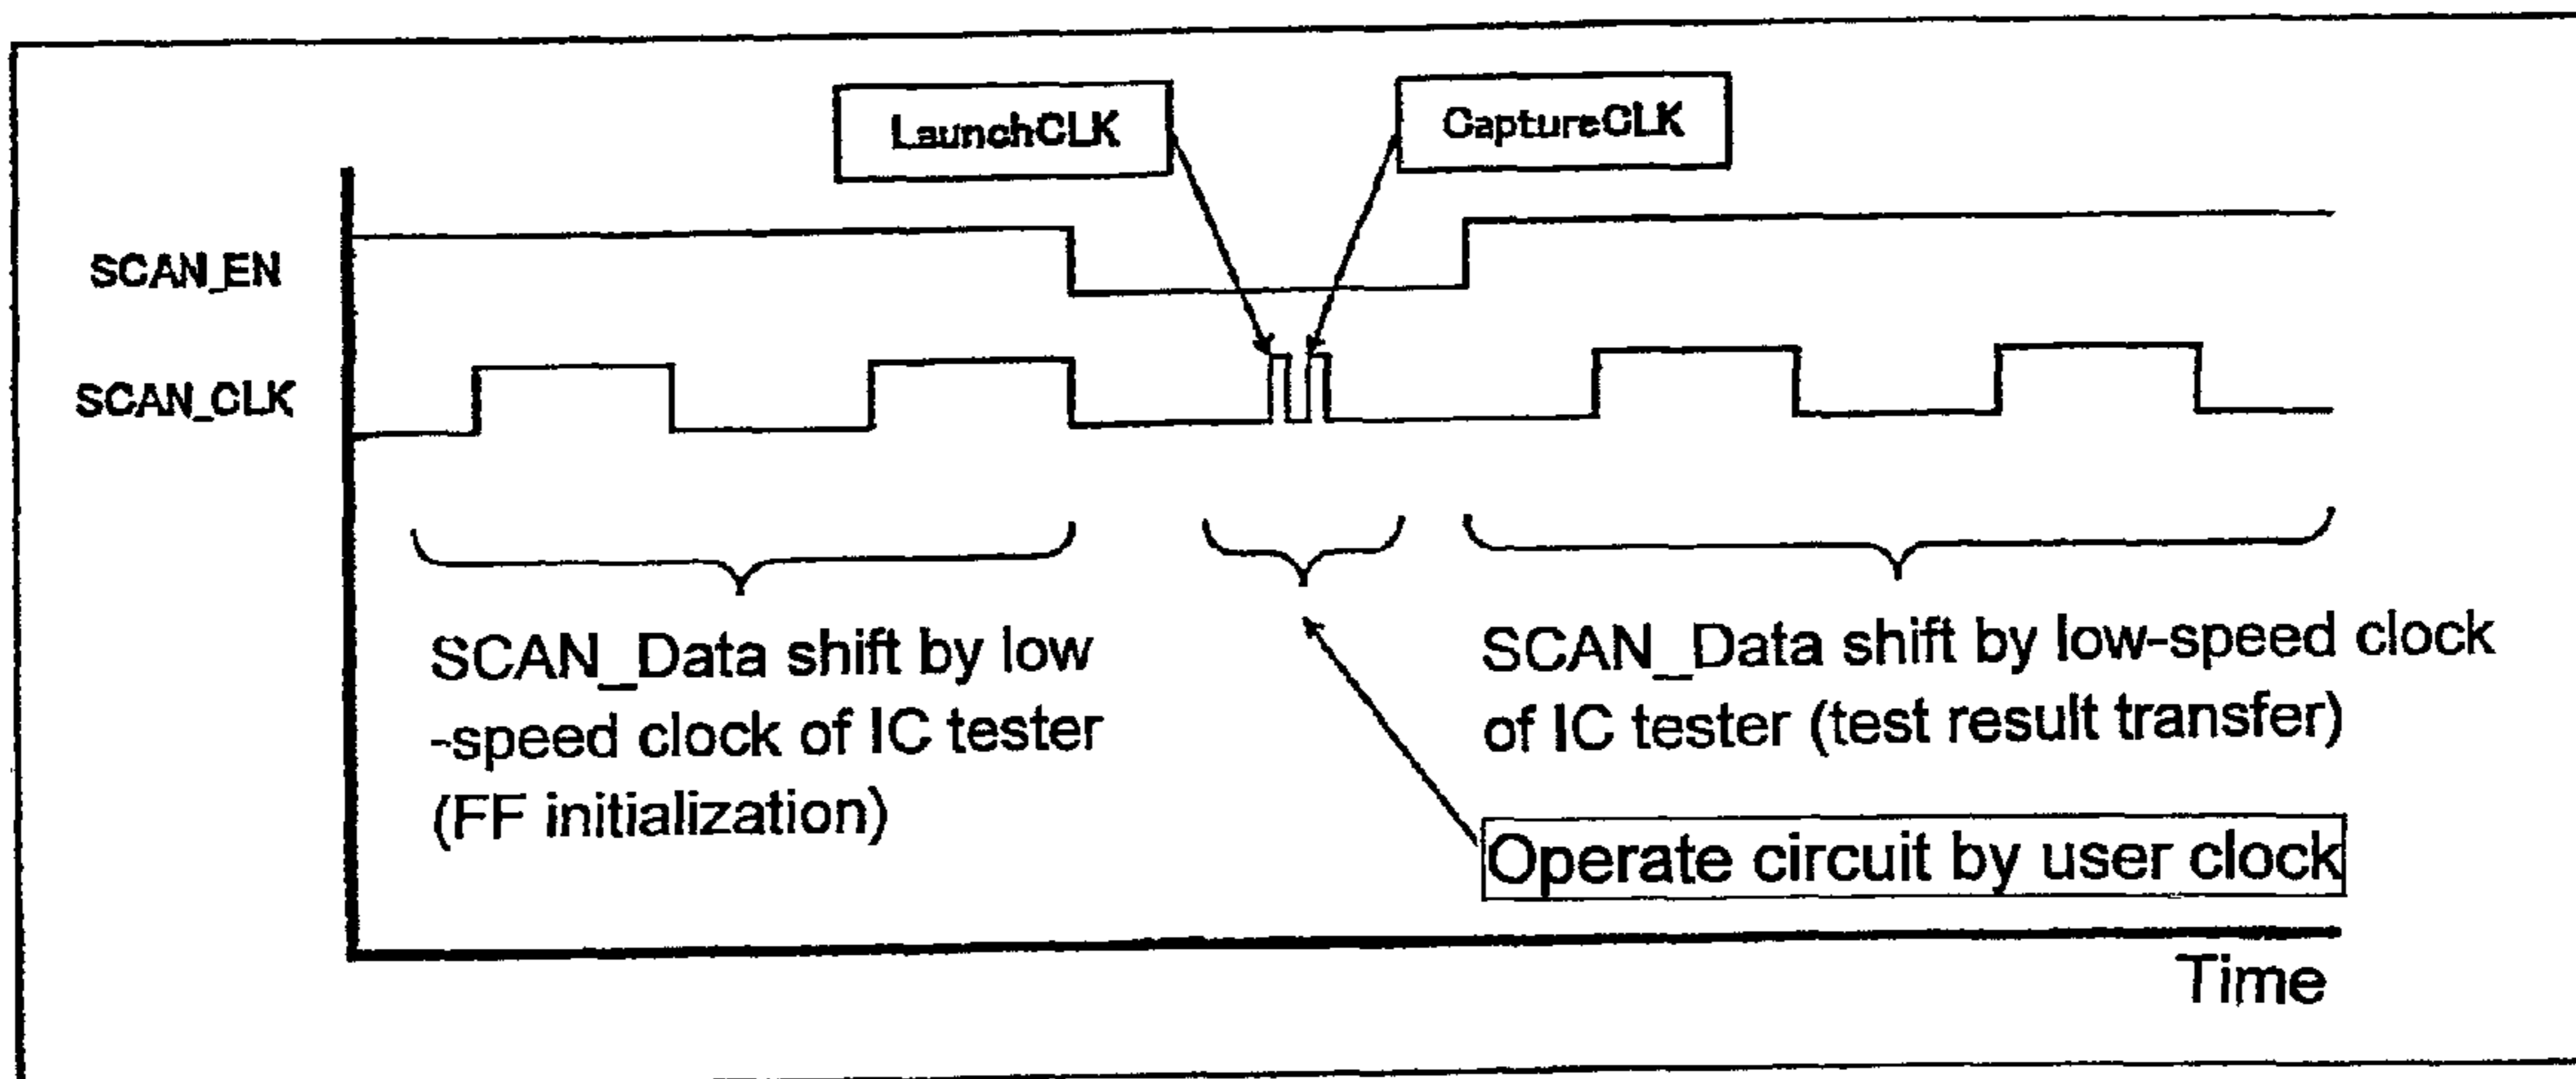 LaunchCLK
CaptureCLK
SCAN_EN
SCAN_CLK
SCAN_Data shift by low
-speed clock of IC tester
(FF initialization)
SCAN_Data shift by low-speed clock
of IC tester (test result transfer)
Operate circuit by user clock
Time